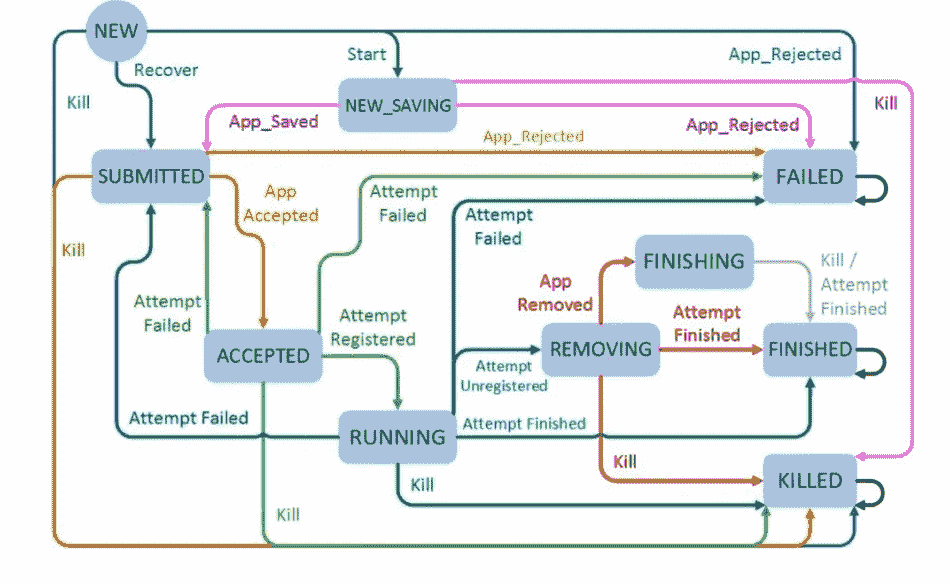 NEW
Start
App_Rejected
Recover
Kill
NEW_SAVING
Kill
App_Saved
App_Rejected
App_Rejected
SUBMITTED
FAILED
App
Accepted
Attempt
Failed
Attempt
Failed
Kill
FINISHING
Kill /
Attempt
Finished
App
Removed
Attempt
Failed
Attempt
Registered
Attempt
Finished
ACCEPTED
REMOVING
FINISHED
Attempt
Unregistered
Attempt Failed
RUNNING
Attempt Finished
Kill
Kill
KILLED
Kill